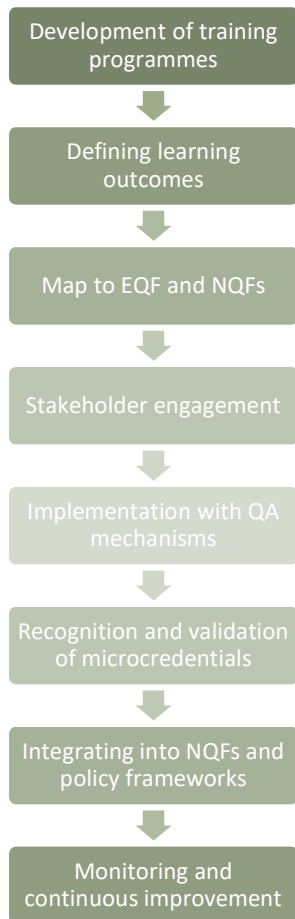 Development of training
programmes
Defining learning
outcomes
Map to EQF and NQFs
Stakeholder engagement
Implementation with QA
mechanisms
Recognition and validation
of microcredentials
Integrating into NQFs and
policy frameworks
Monitoring and
continuous improvement